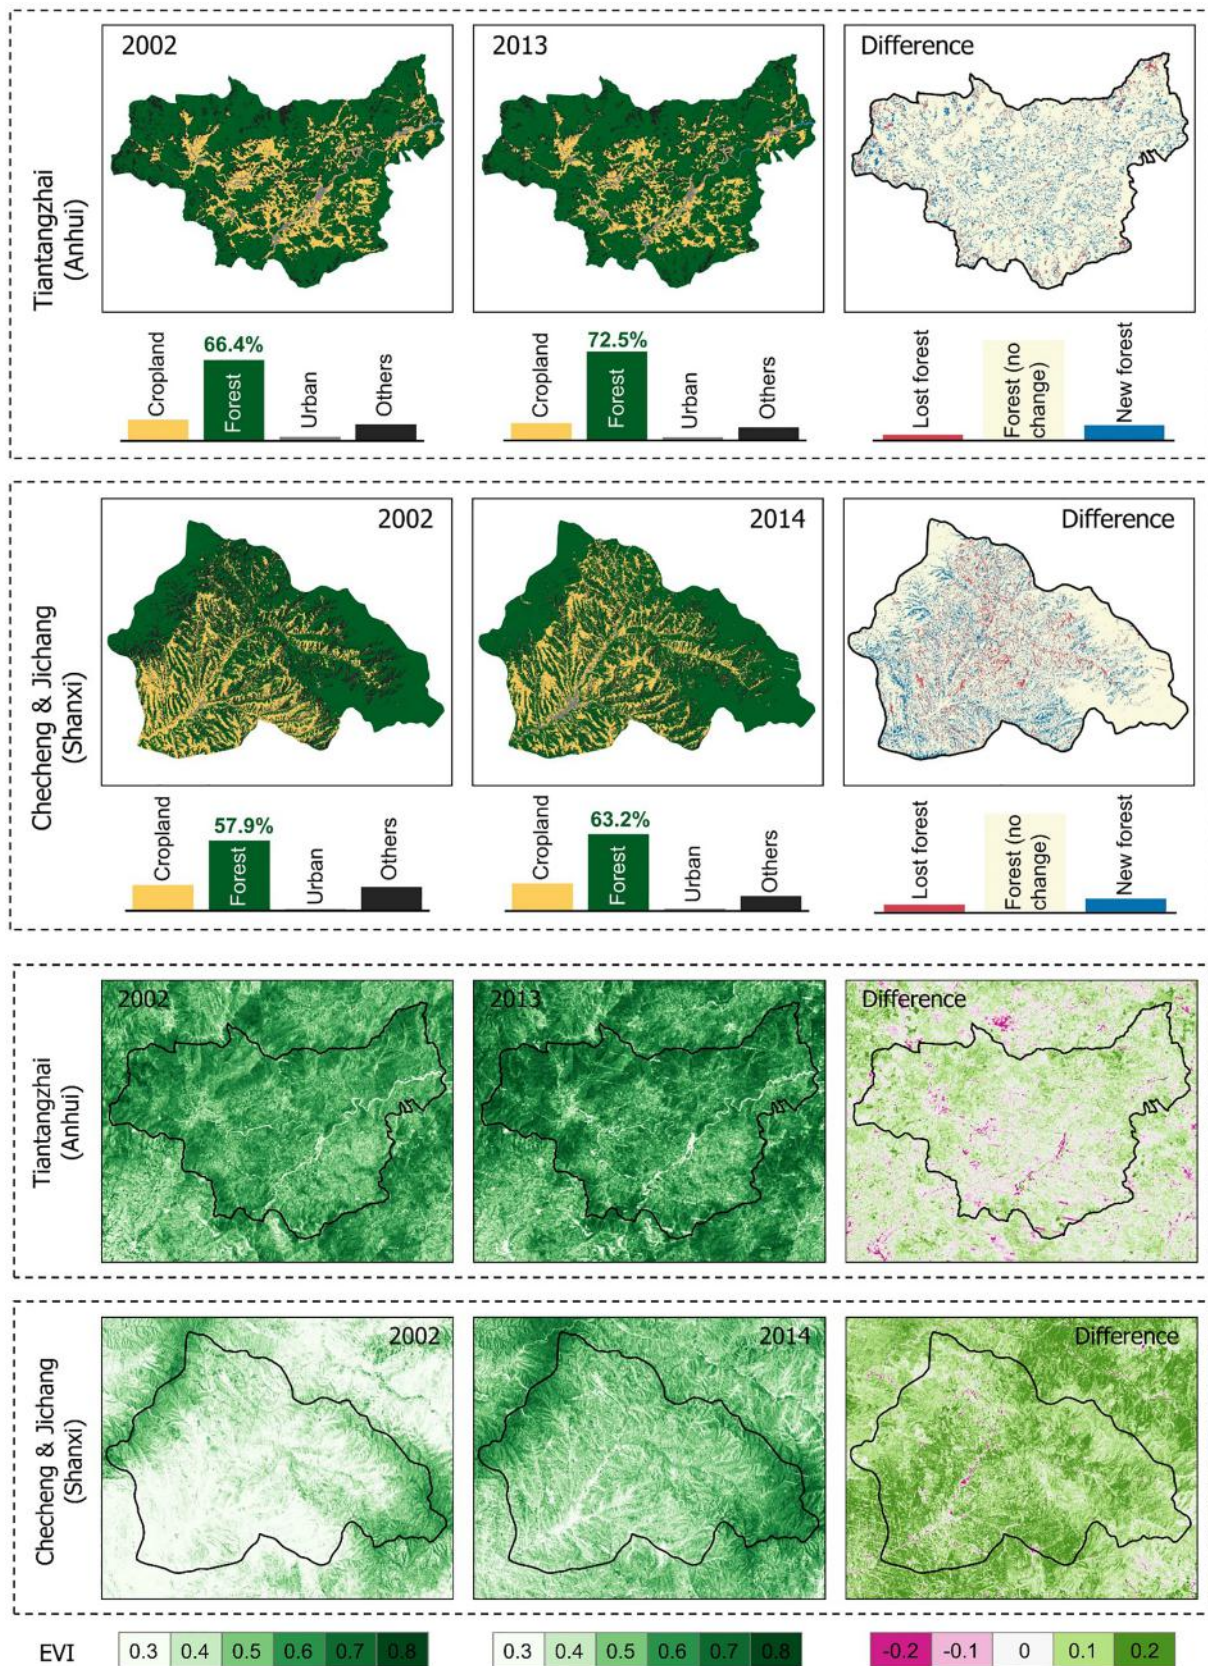 2002
2013
Difference
Tiantangzhai
(Anhui)
Cropland
66.4%
Forest
Urban
Others
Cropland
72.5%
Forest
Urban
Others
Lost forest
Forest (no
change)
New forest
2002
2014
Difference
Checheng & Jichang
(Shanxi)
Cropland
57.9%
Forest
Urban
Others
Cropland
63.2%
Forest
Urban
Others
Lost forest
Forest (no
change)
New forest
2002
2013
Difference
Tiantangzhai
(Anhui)
2002
2014
Difference
Checheng & Jichang
(Shanxi)
EVI 0.3 0.4 0.5 0.6 0.7 0.8 0.3 0.4 0.5 0.6 0.7 0.8 -0.2 -0.1 0 0.1 0.2